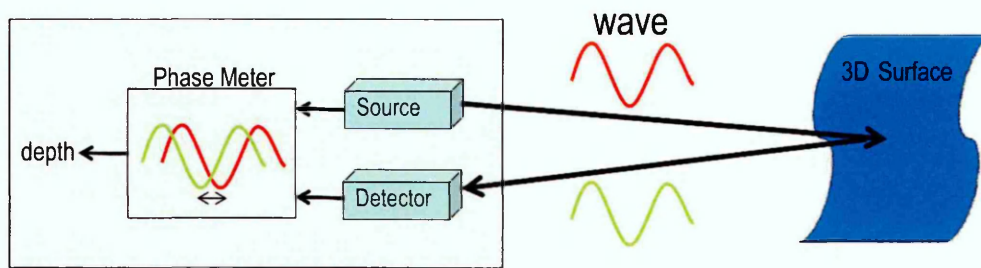 wave
Phase Meter
Source
3D Surface
depth
Detector